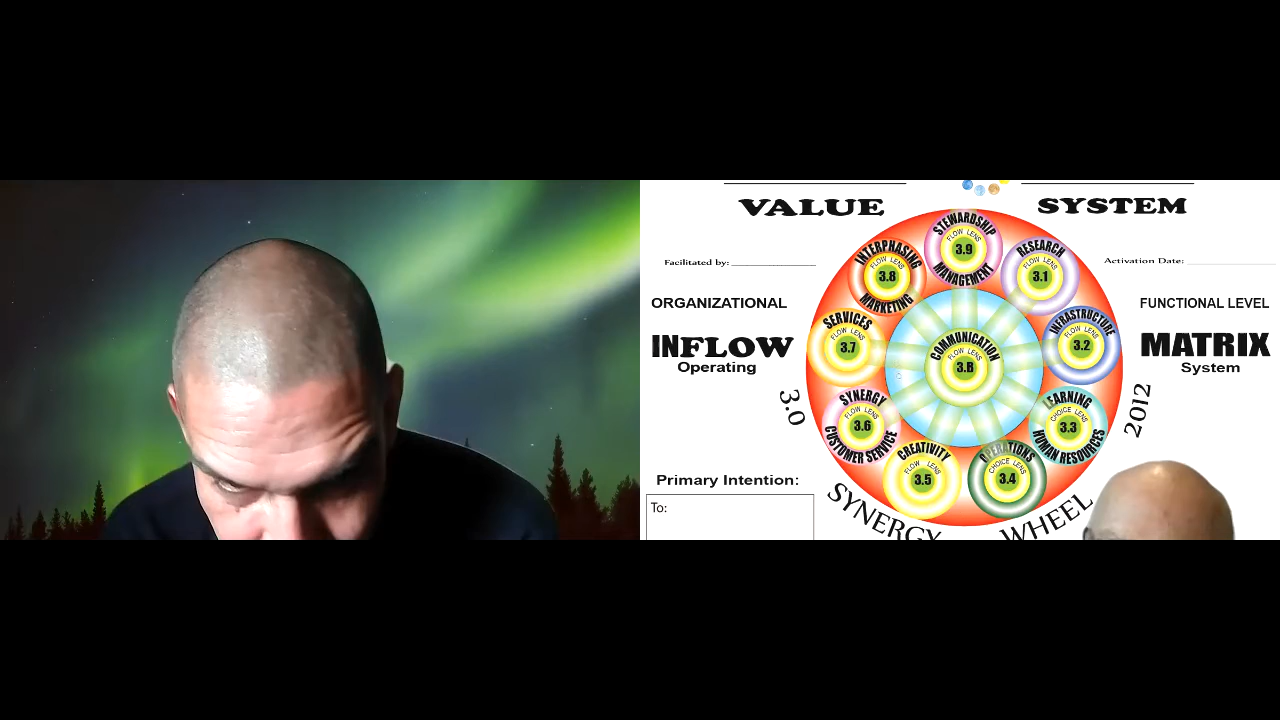 VALUE SYSTEM
Facilitated by:
Activation Date:
ORGANIZATIONAL
INFLOW
Operating
FUNCTIONAL LEVEL
MATRIX
System
3.0
2012
STEWARDSHIP
FLOW LENS
3.9
MANAGEMENT
RESEARCH
FLOW LENS
3.1
INFRASTRUCTURE
FLOW LENS
3.2
LEARNING
CHOICE LENS
3.3
HUMAN RESOURCES
OPERATIONS
CHOICE LENS
3.4
CREATIVITY
FLOW LENS
3.5
SYNERGY
FLOW LENS
3.6
CUSTOMER SERVICE
SERVICES
FLOW LENS
3.7
INTERPHASING
FLOW LENS
3.8
MARKETING
COMMUNICATION
FLOW LENS
3.B
SYNERGY WHEEL
Primary Intention:
To: